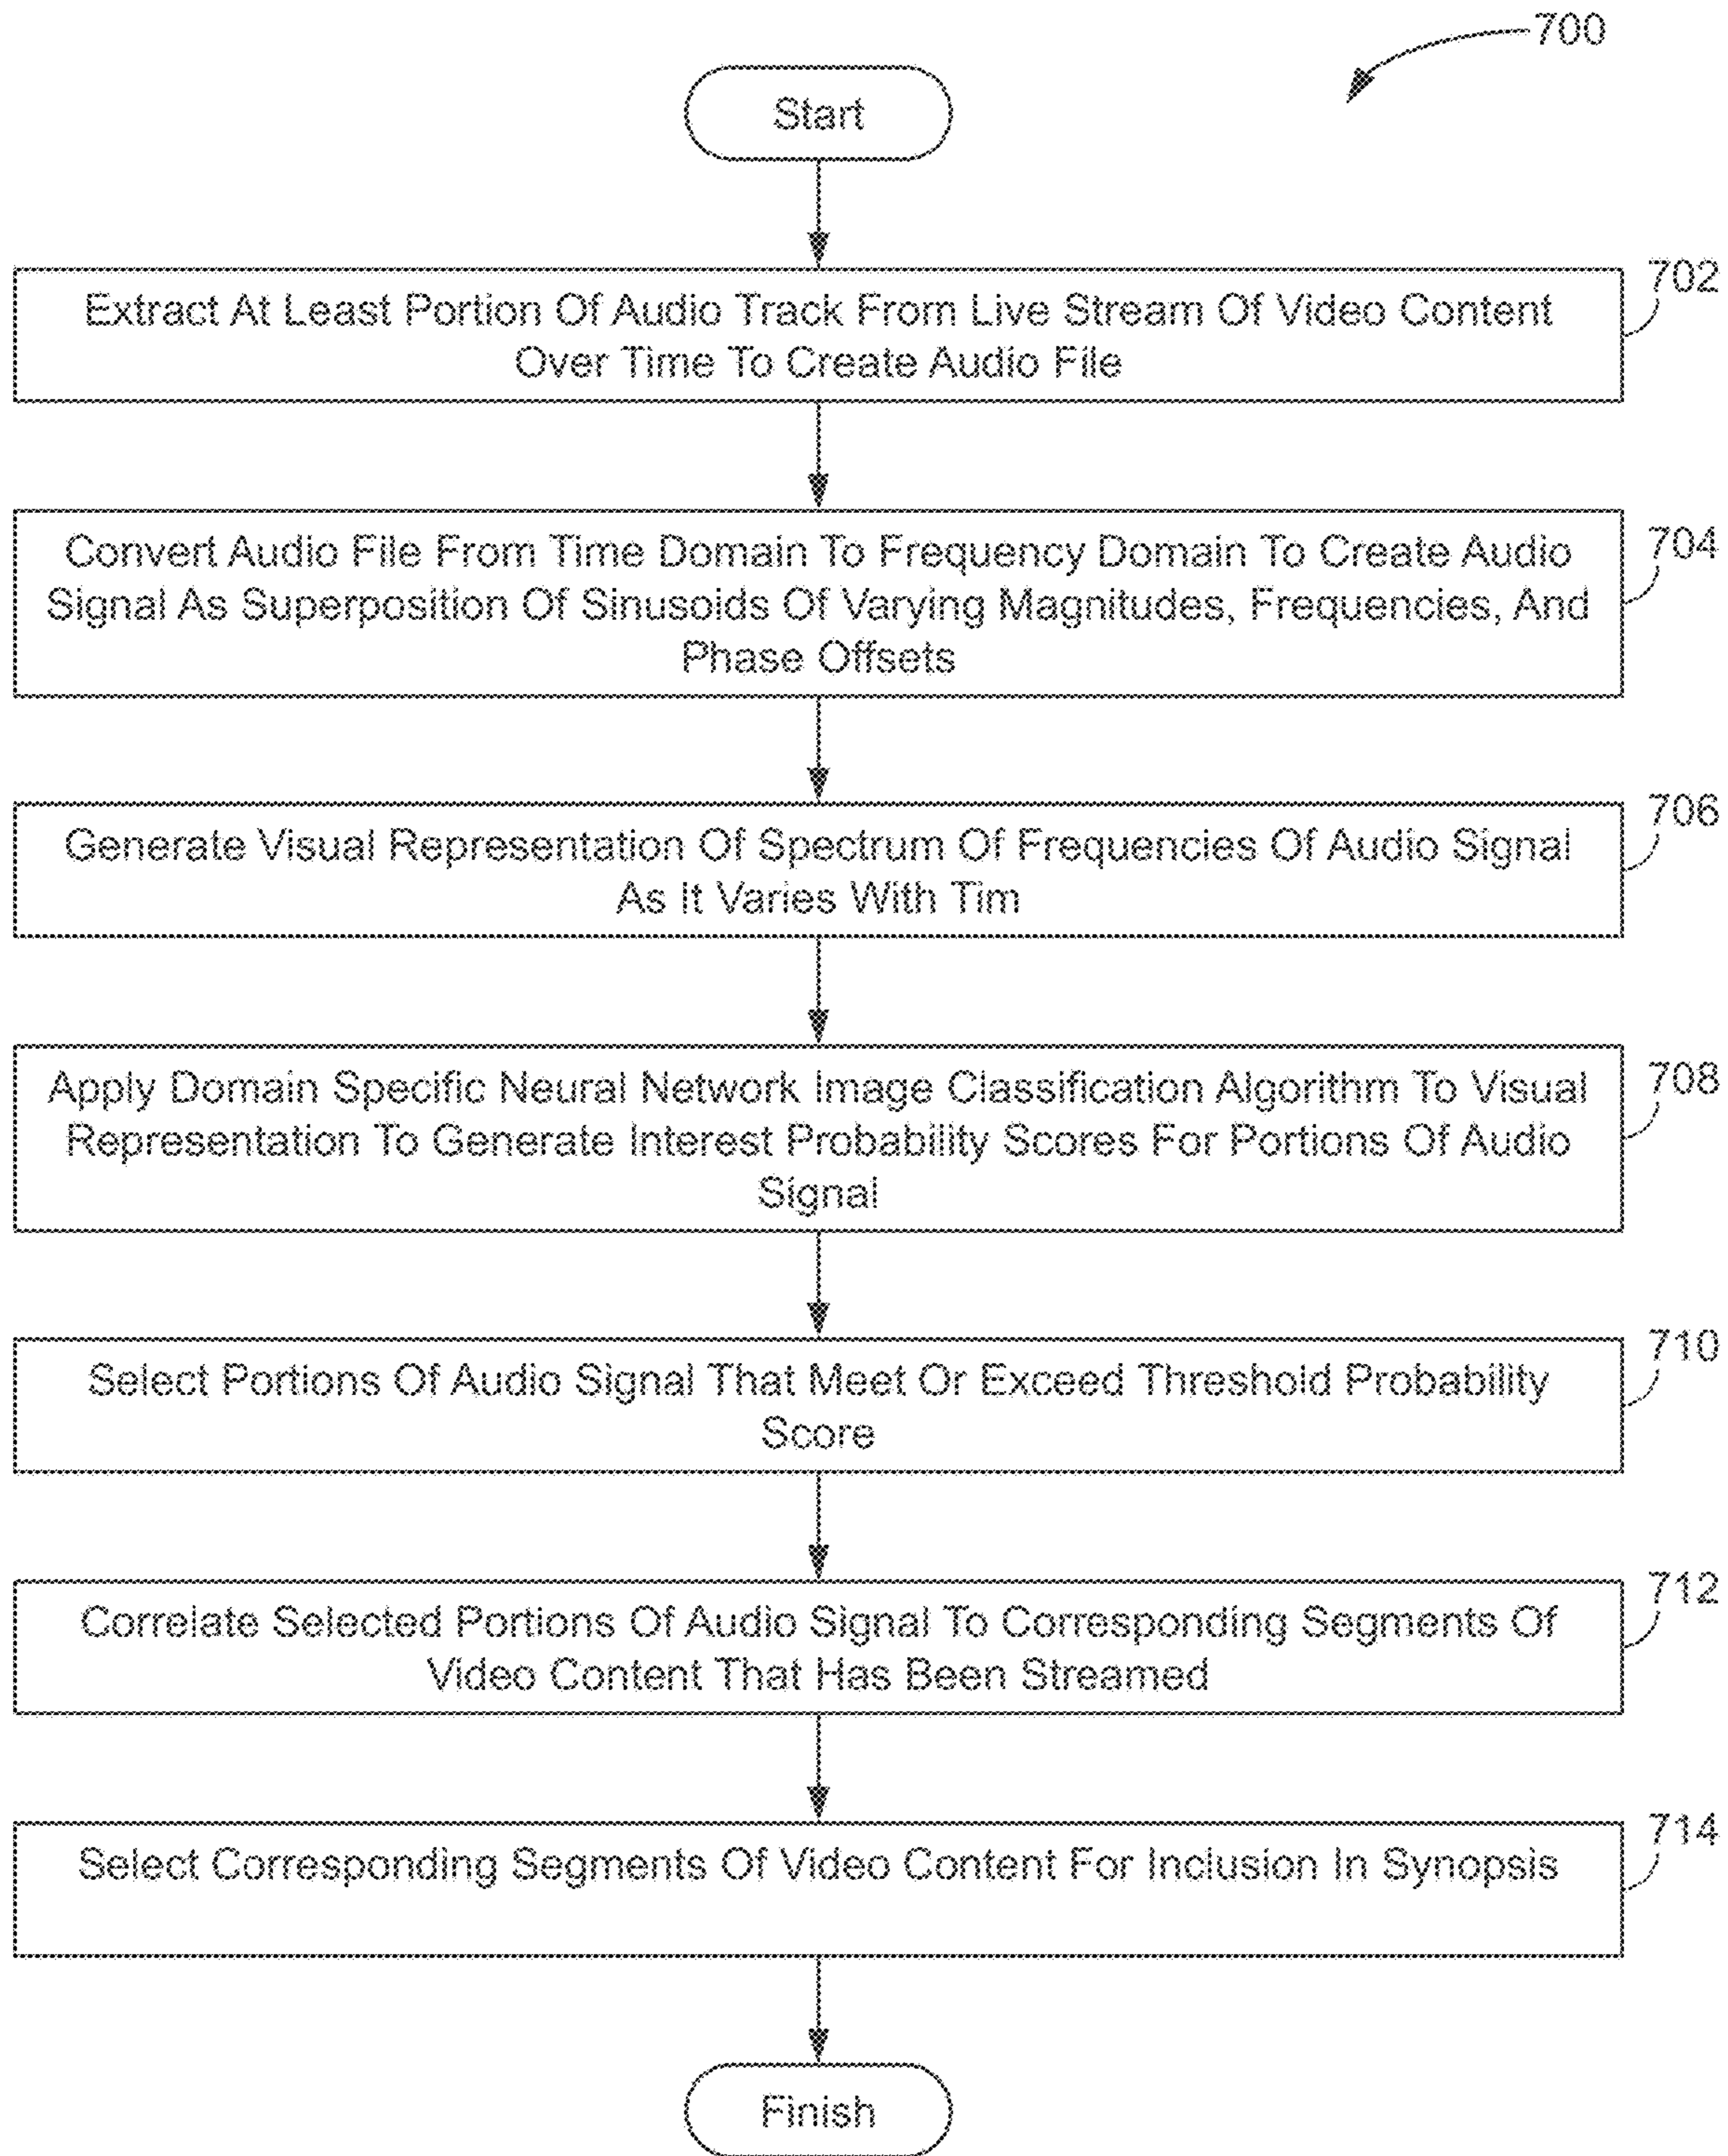 700
Start
702
Extract At Least Portion Of Audio Track From Live Stream Of Video Content
Over Time To Create Audio File
704
Convert Audio File From Time Domain To Frequency Domain To Create Audio
Signal As Superposition Of Sinusoids Of Varying Magnitudes, Frequencies, And
Phase Offsets
706
Generate Visual Representation Of Spectrum Of Frequencies Of Audio Signal
As It Varies With Tim
708
Apply Domain Specific Neural Network Image Classification Algorithm To Visual
Representation To Generate Interest Probability Scores For Portions Of Audio
Signal
710
Select Portions Of Audio Signal That Meet Or Exceed Threshold Probability
Score
712
Correlate Selected Portions Of Audio Signal To Corresponding Segments Of
Video Content That Has Been Streamed
714
Select Corresponding Segments Of Video Content For Inclusion In Synopsis
Finish